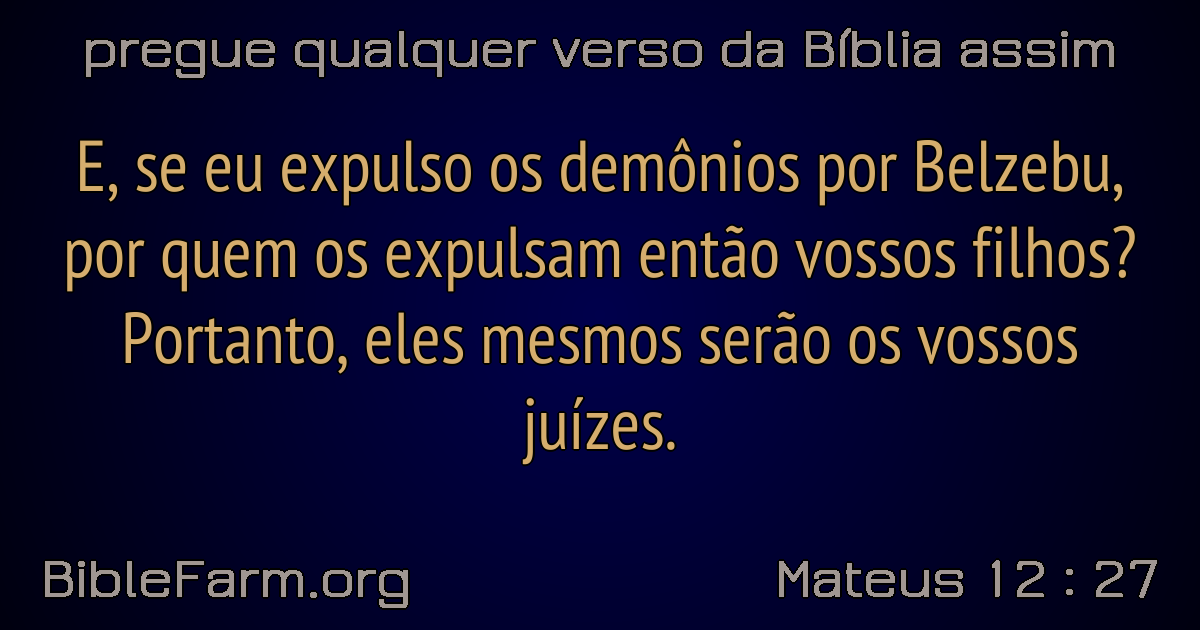 pregue qualquer verso da Bíblia assim
E, se eu expulso os demônios por Belzebu,
por quem os expulsam então vossos filhos?
Portanto, eles mesmos serão os vossos
juízes.
BibleFarm.org
Mateus 12 : 27